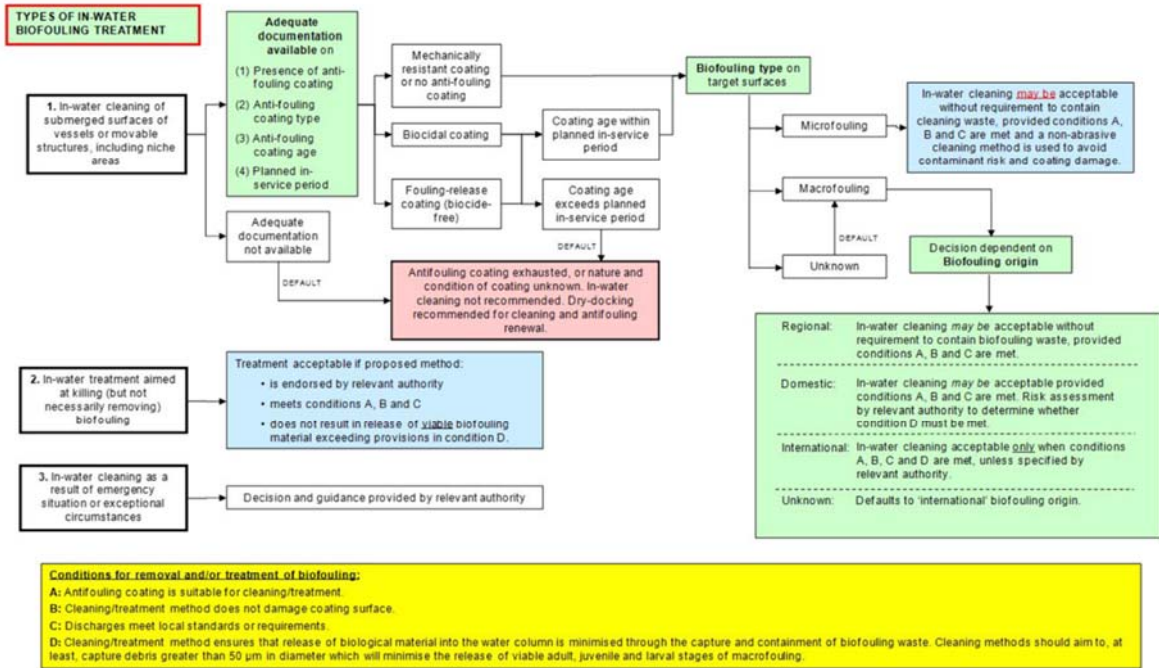 TYPES OF IN-WATER
BIOFOULING TREATMENT
1. In-water cleaning of
submerged surfaces of
vessels or movable
structures, including niche
areas
Adequate
documentation
available on
(1) Presence of anti-
fouling coating
(2) Anti-fouling
coating type
(3) Anti-fouling
coating age
(4) Planned in-
service period
Adequate
documentation
not available
DEFAULT
Mechanically
resistant coating
or no anti-fouling
coating
Biocidal coating
Fouling-release
coating (biocide-
free)
Coating age within
planned in-service
period
Coating age
exceeds planned
in-service period
DEFAULT
Antifouling coating exhausted, or nature and
condition of coating unknown. In-water
cleaning not recommended. Dry-docking
recommended for cleaning and antifouling
renewal.
Biofouling type on
target surfaces
Microfouling
In-water cleaning may be acceptable
without requirement to contain
cleaning waste, provided conditions A,
B and C are met and a non-abrasive
cleaning method is used to avoid
contaminant risk and coating damage.
Macrofouling
DEFAULT
Unknown
Decision dependent on
Biofouling origin
Regional: In-water cleaning may be acceptable without
requirement to contain biofouling waste, provided
conditions A, B and C are met.
Domestic: In-water cleaning may be acceptable provided
conditions A, B and C are met. Risk assessment
by relevant authority to determine whether
condition D must be met.
International: In-water cleaning acceptable only when conditions
A, B, C and D are met, unless specified by
relevant authority.
Unknown: Defaults to 'international' biofouling origin.
2. In-water treatment aimed
at killing (but not
necessarily removing)
biofouling
Treatment acceptable if proposed method:
• is endorsed by relevant authority
• meets conditions A, B and C
• does not result in release of viable biofouling
material exceeding provisions in condition D.
3. In-water cleaning as a
result of emergency
situation or exceptional
circumstances
Decision and guidance provided by relevant authority
Conditions for removal and/or treatment of biofouling:
A: Antifouling coating is suitable for cleaning/treatment.
B: Cleaning/treatment method does not damage coating surface.
C: Discharges meet local standards or requirements.
D: Cleaning/treatment method ensures that release of biological material into the water column is minimised through the capture and containment of biofouling waste. Cleaning methods should aim to, at
least, capture debris greater than 50 µm in diameter which will minimise the release of viable adult, juvenile and larval stages of macrofouling.